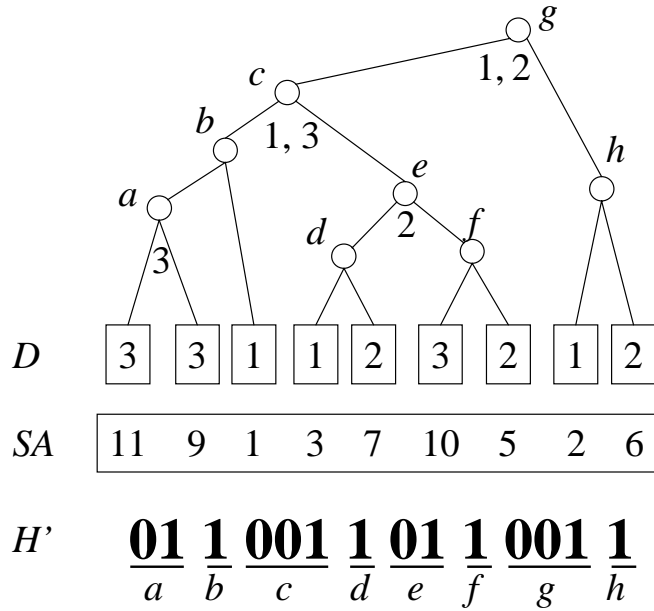 g
1, 2
c
b
1, 3
h
e
a
2
f
d
3
D 3 3 1 1 2 3 2 1 2
SA 11 9 1 3 7 10 5 2 6
H’ 01 1 001 1 01 1 001 1
a b c d e f g h